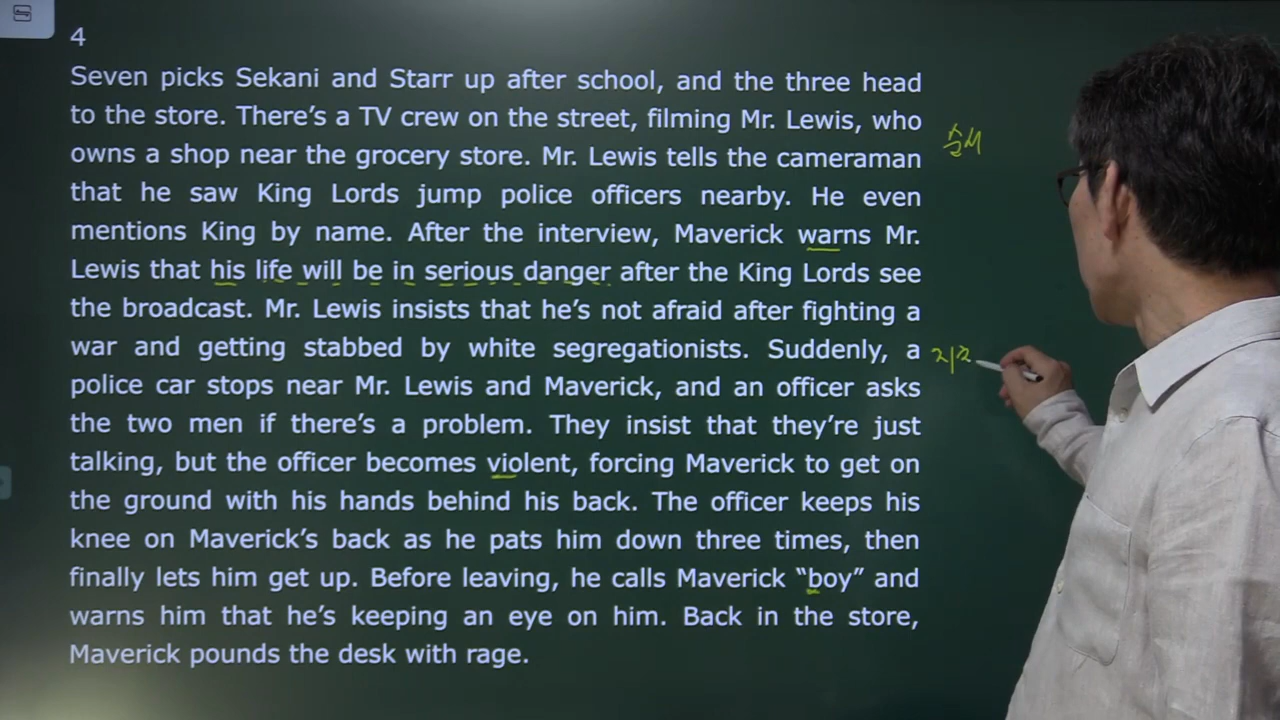 4
Seven picks Sekani and Starr up after school, and the three head
to the store. There's a TV crew on the street, filming Mr. Lewis, who
owns a shop near the grocery store. Mr. Lewis tells the cameraman
that he saw King Lords jump police officers nearby. He even
mentions King by name. After the interview, Maverick warns Mr.
Lewis that his life will be in serious danger after the King Lords see
the broadcast. Mr. Lewis insists that he's not afraid after fighting a
war and getting stabbed by white segregationists. Suddenly, a
police car stops near Mr. Lewis and Maverick, and an officer asks
the two men if there's a problem. They insist that they're just
talking, but the officer becomes violent, forcing Maverick to get on
the ground with his hands behind his back. The officer keeps his
knee on Maverick's back as he pats him down three times, then
finally lets him get up. Before leaving, he calls Maverick “boy” and
warns him that he's keeping an eye on him. Back in the store,
Maverick pounds the desk with rage.